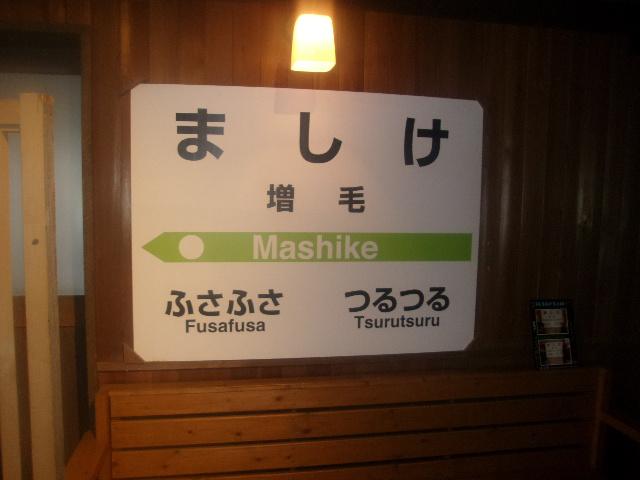 ましけ
増毛
Mashike
ふさふさ つるつる
Fusafusa Tsurutsuru